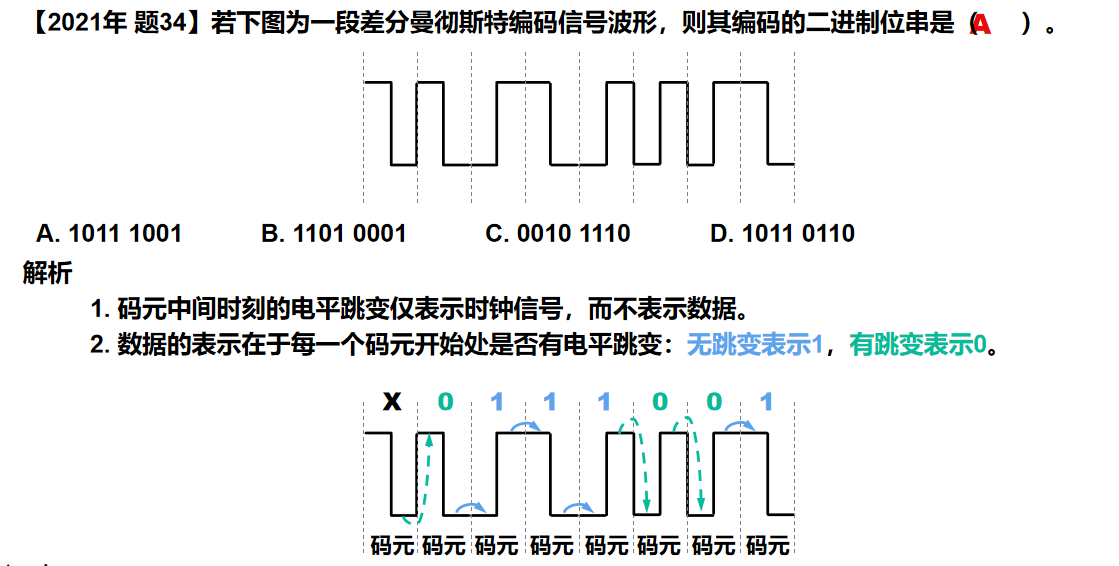 【2021年 题34】若下图为一段差分曼彻斯特编码信号波形，则其编码的二进制位串是（A ）。
A. 1011 1001 B. 1101 0001 C. 0010 1110 D. 1011 0110
解析
1. 码元中间时刻的电平跳变仅表示时钟信号，而不表示数据。
2. 数据的表示在于每一个码元开始处是否有电平跳变：无跳变表示1，有跳变表示0。
X 0 1 1 1 0 0 1
码元 码元 码元 码元 码元 码元 码元 码元